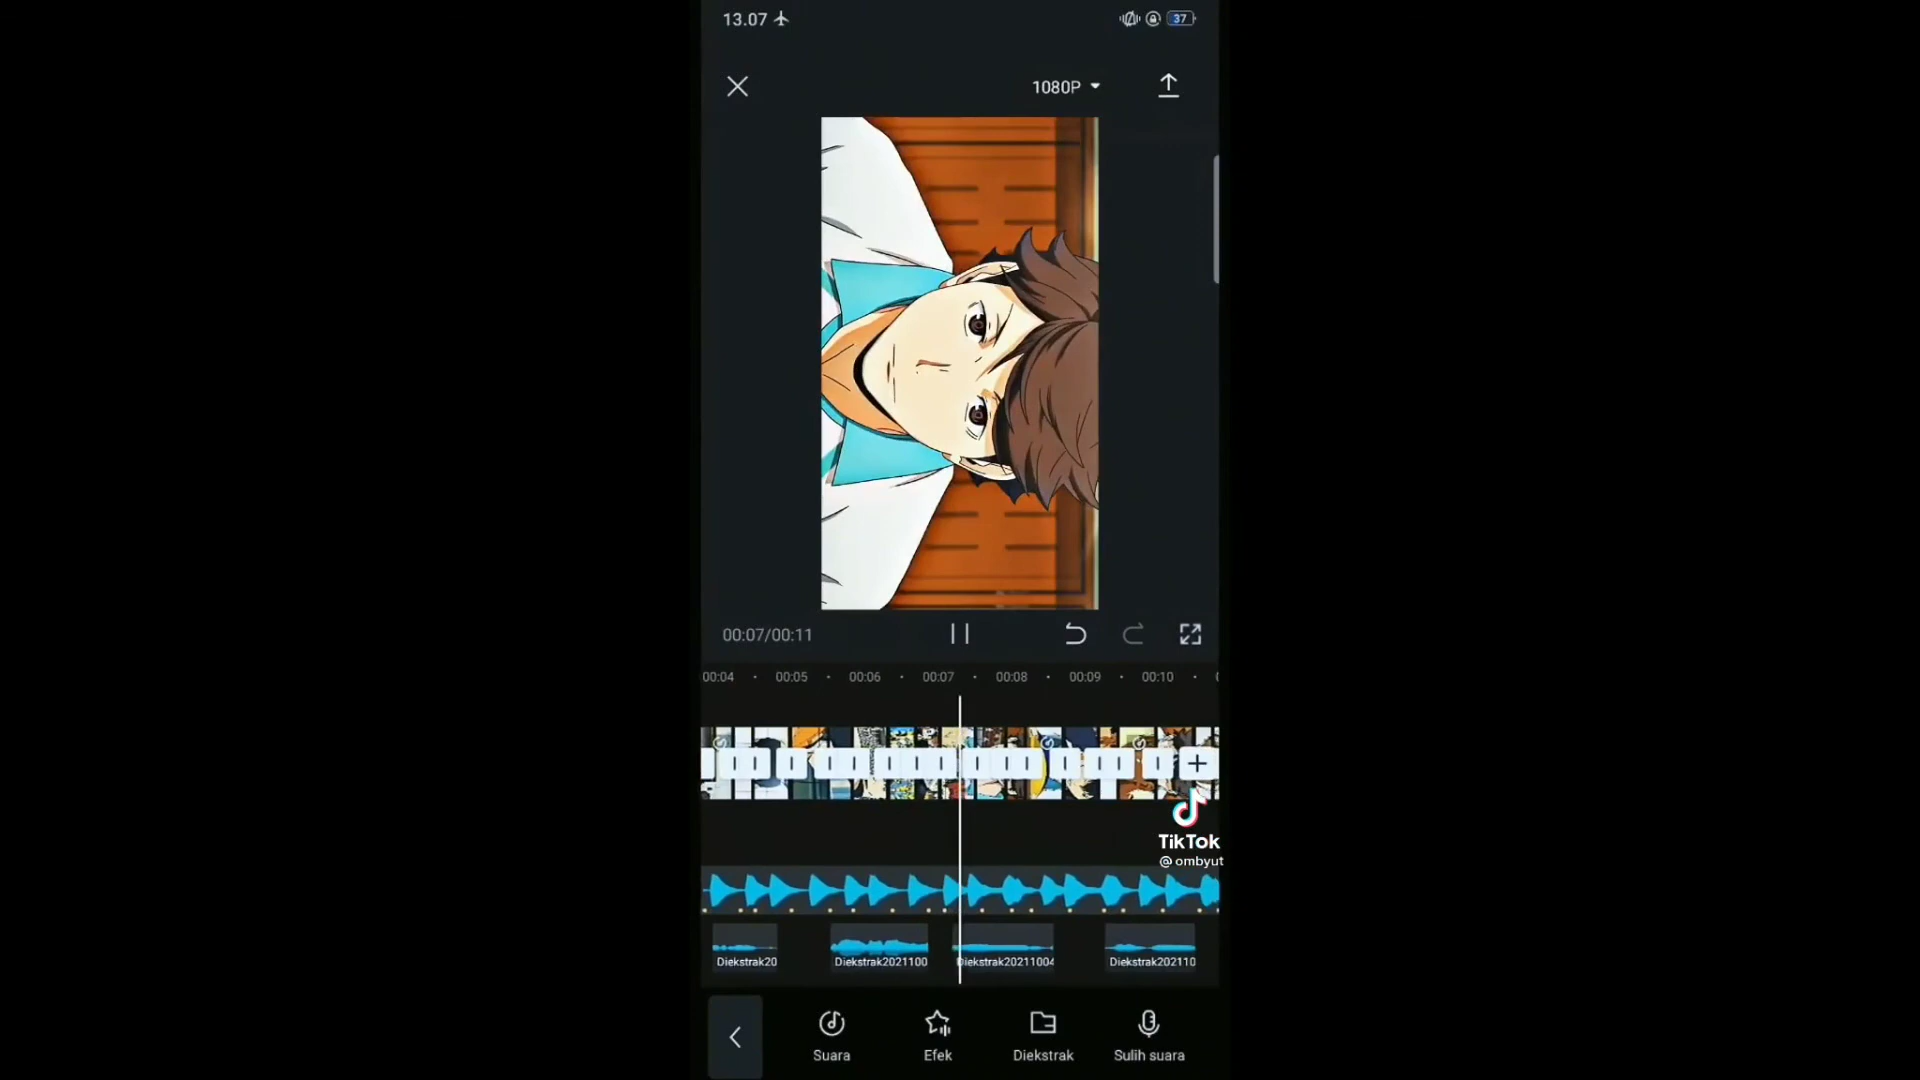 13.07
37
1080P
00:07/00:11
00:04 00:05 00:06 00:07 00:08 00:09 00:10
TikTok
@ombyut
Diekstrak20 Diekstrak2021100 Diekstrak20211004 Diekstrak202110
Suara Efek Diekstrak Sulih suara